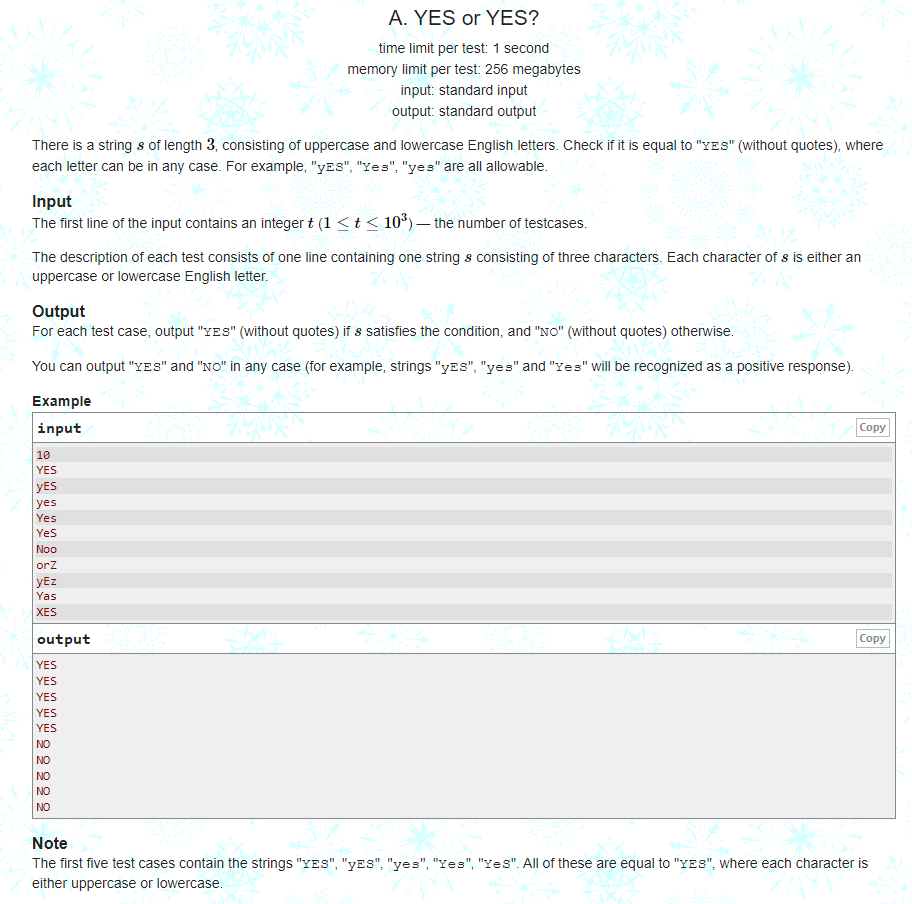 A. YES or YES?
time limit per test: 1 second
memory limit per test: 256 megabytes
input: standard input
output: standard output
There is a string s of length 3, consisting of uppercase and lowercase English letters. Check if it is equal to "YES" (without quotes), where
each letter can be in any case. For example, "yES", "Yes", "yes" are all allowable.
Input
The first line of the input contains an integer t (1 ≤ t ≤ 10³) — the number of testcases.
The description of each test consists of one line containing one string s consisting of three characters. Each character of s is either an
uppercase or lowercase English letter.
Output
For each test case, output "YES" (without quotes) if s satisfies the condition, and "NO" (without quotes) otherwise.
You can output "YES" and "NO" in any case (for example, strings "yES", "yes" and "Yes" will be recognized as a positive response).
Example
input
Copy
10
YES
yES
yes
Yes
YeS
Noo
orZ
yEz
Yas
XES
output
Copy
YES
YES
YES
YES
YES
NO
NO
NO
NO
NO
Note
The first five test cases contain the strings "YES", "yES", "yes", "Yes", "YeS". All of these are equal to "YES", where each character is
either uppercase or lowercase.